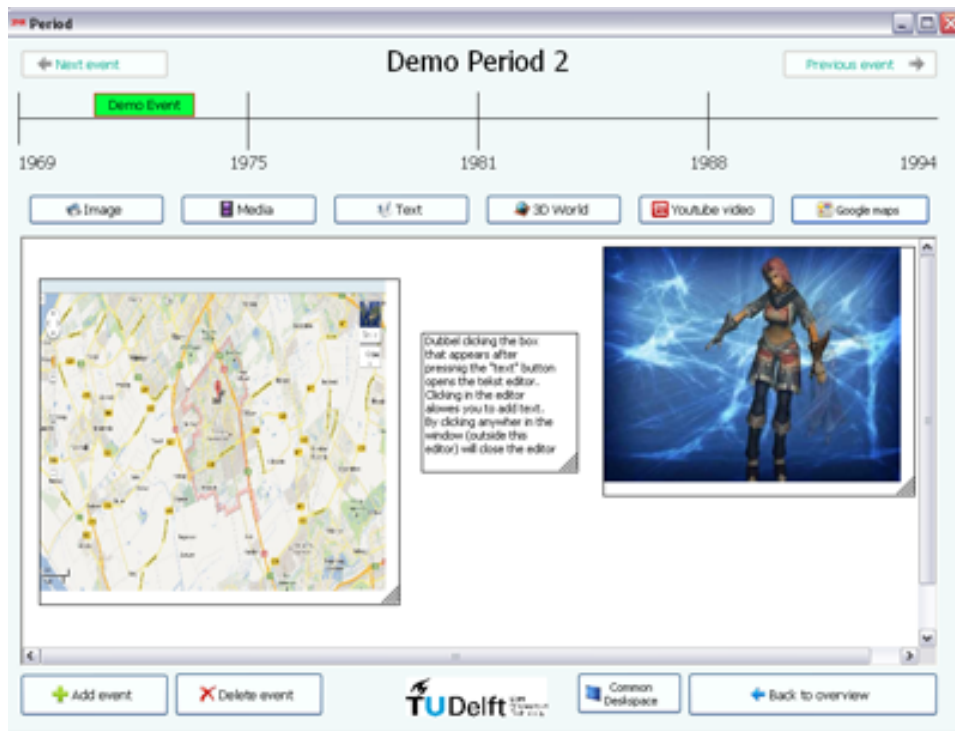 Period
Next event
Demo Period 2
Previous event
Demo Event
1969
1975
1981
1988
1994
Image
Media
Text
3D World
Youtube video
Google maps
Dubbel clicking the box
that appears after
pressnig the "text" button
opens the tekst editor.
Clicking in the editor
alowes you to add text.
By clicking anywher in the
window (outside this
editor) will close the editor
Add event
Delete event
TUDelft
Common
Deskspace
Back to overview